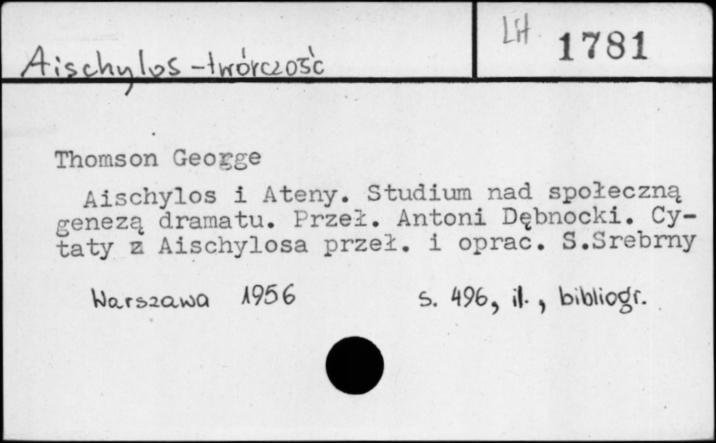 Aischylos – twórczość
Lit 1781
Thomson George
Aischylos i Ateny. Studium nad społeczną
genezą dramatu. Przeł. Antoni Dębnocki. Cy-
taty z Aischylosa przeł. i oprac. S.Srebrny
Warszawa 1956 s. 496, il., bibliogr.